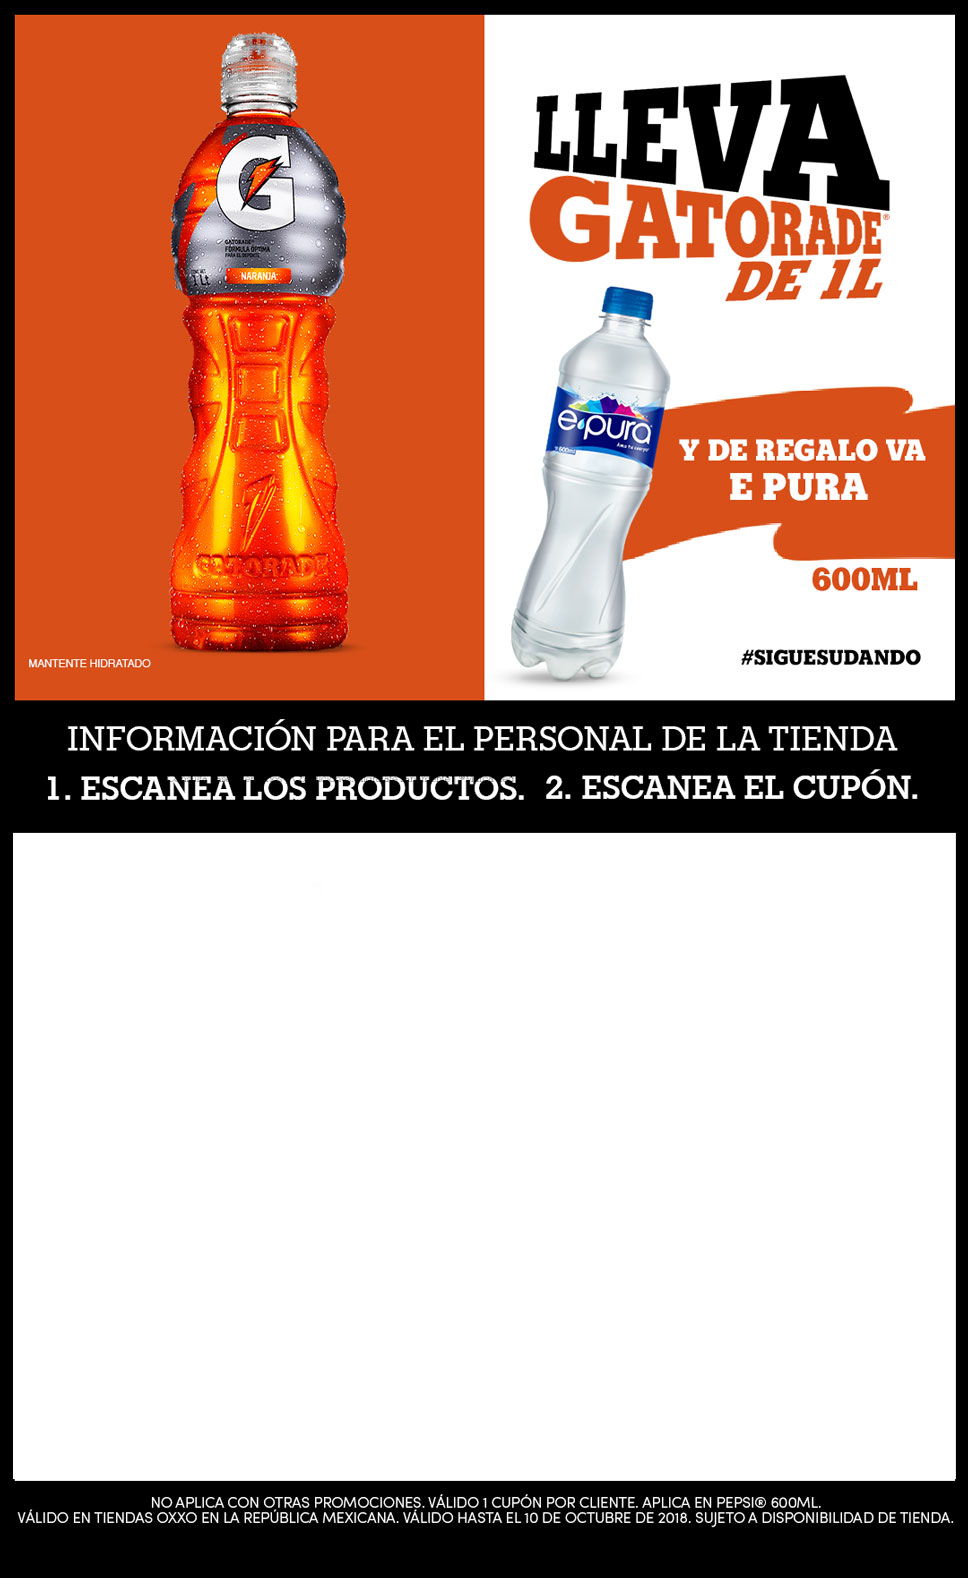 G
GATORADE
FÓRMULA ÓPTIMA
PARA EL DEPORTE.
CONT. NET.
1 Lt
NARANJA
GATORADE
MANTENTE HIDRATADO
LLEVA
GATORADE®
DE 1L
e·pura
600ml
Y DE REGALO VA
E PURA
600ML
#SIGUESUDANDO
INFORMACIÓN PARA EL PERSONAL DE LA TIENDA
1. ESCANEA LOS PRODUCTOS. 2. ESCANEA EL CUPÓN.
NO APLICA CON OTRAS PROMOCIONES. VÁLIDO 1 CUPÓN POR CLIENTE. APLICA EN PEPSI® 600ML.
VÁLIDO EN TIENDAS OXXO EN LA REPÚBLICA MEXICANA. VÁLIDO HASTA EL 10 DE OCTUBRE DE 2018. SUJETO A DISPONIBILIDAD DE TIENDA.